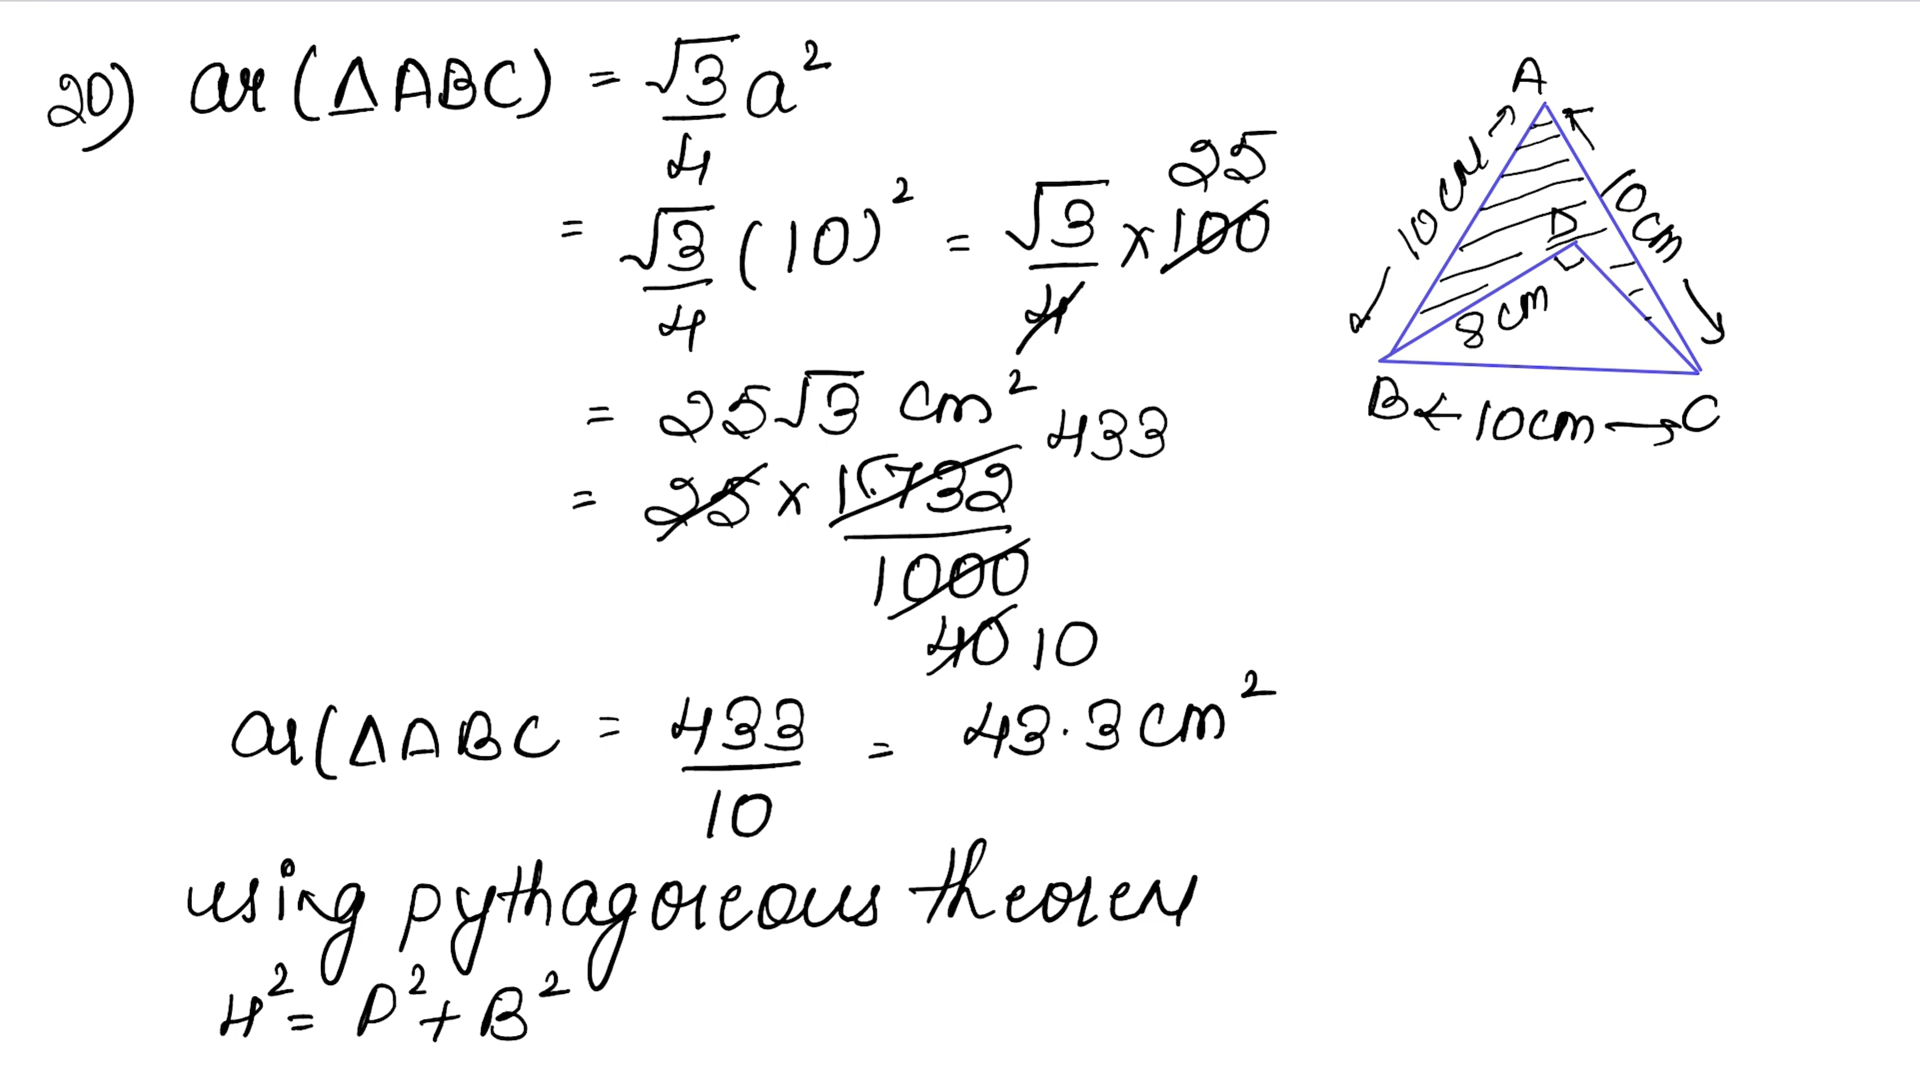 20) ar (△ABC) = √3/4 a²
= √3/4 (10)² = √3/4 × 100 25
= 25√3 cm²
= 25 × 1.732/1000 433
40 10
ar(△ABC = 433/10 = 43.3 cm²
using pythagoreous theorem
H² = P² + B²
A
10 cm
10cm
D
8 cm
B ← 10cm → C